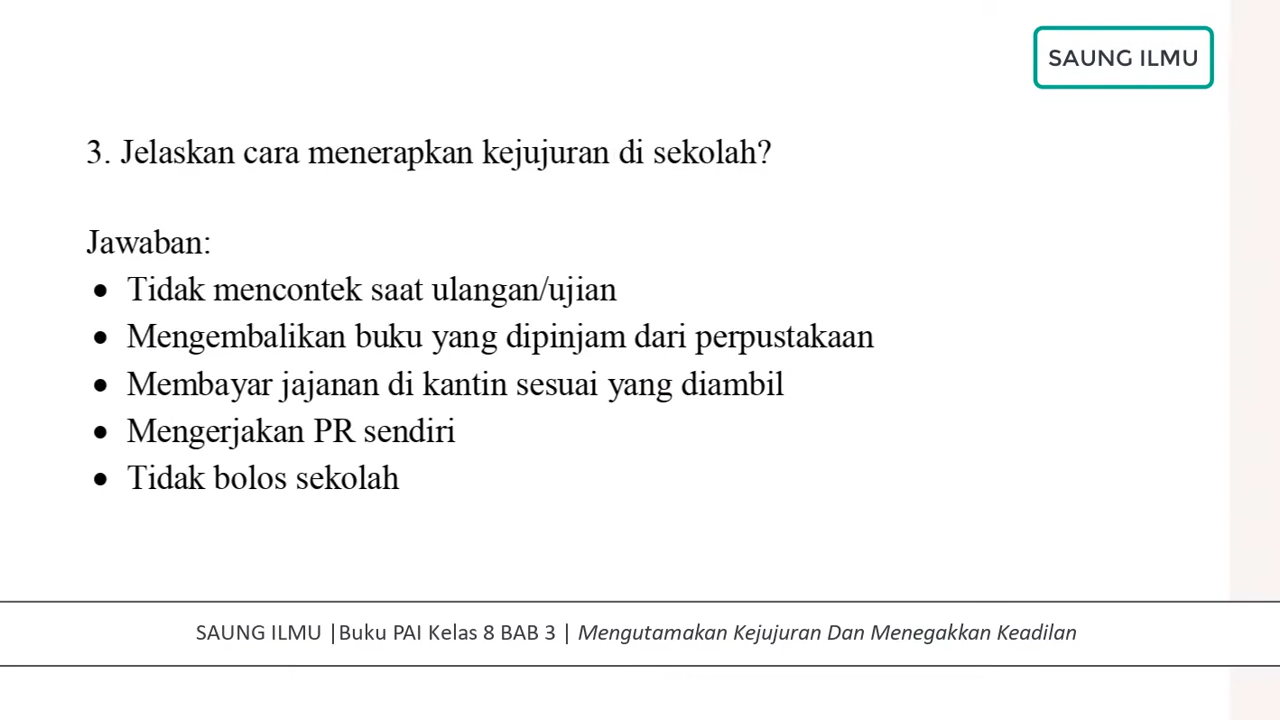 SAUNG ILMU
3. Jelaskan cara menerapkan kejujuran di sekolah?
Jawaban:
• Tidak mencontek saat ulangan/ujian
• Mengembalikan buku yang dipinjam dari perpustakaan
• Membayar jajanan di kantin sesuai yang diambil
• Mengerjakan PR sendiri
• Tidak bolos sekolah
SAUNG ILMU |Buku PAI Kelas 8 BAB 3 | Mengutamakan Kejujuran Dan Menegakkan Keadilan